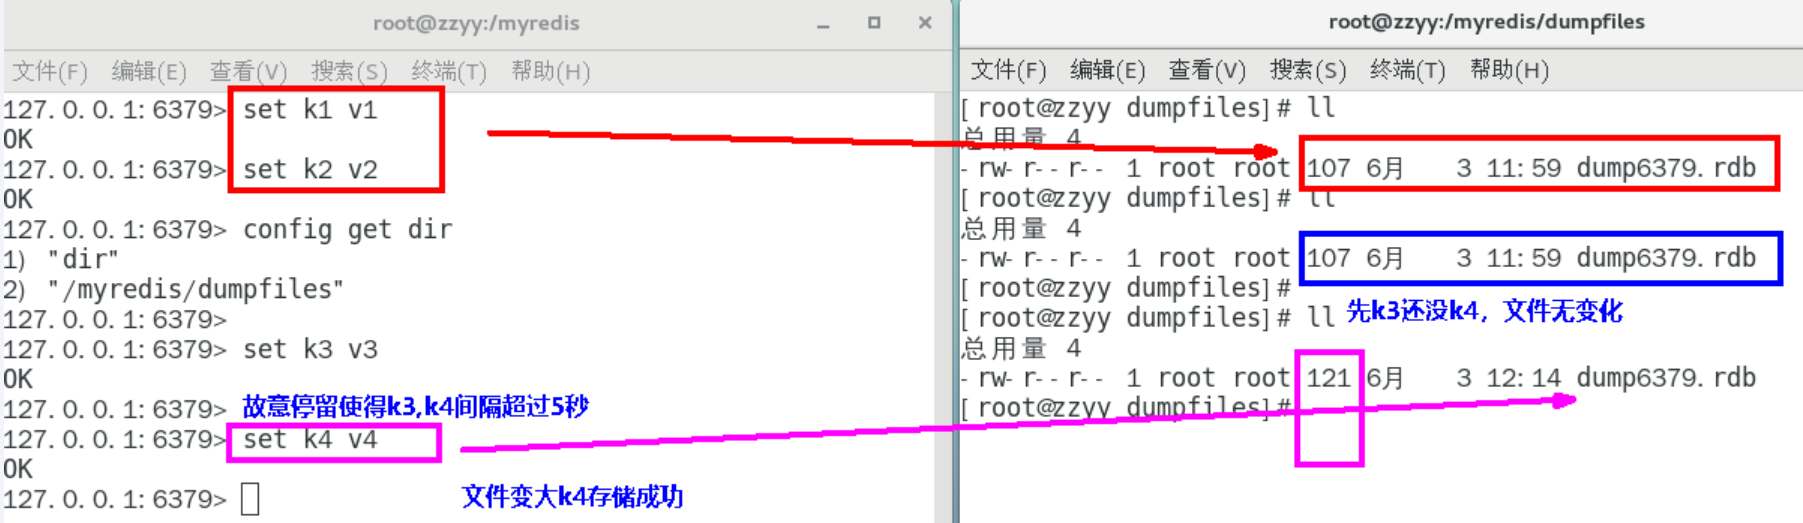 root@zzyy:/myredis
文件(F) 编辑(E) 查看(V) 搜索(S) 终端(T) 帮助(H)
127.0.0.1:6379> set k1 v1
OK
127.0.0.1:6379> set k2 v2
OK
127.0.0.1:6379> config get dir
1) "dir"
2) "/myredis/dumpfiles"
127.0.0.1:6379>
127.0.0.1:6379> set k3 v3
OK
127.0.0.1:6379> 故意停留使得k3,k4间隔超过5秒
127.0.0.1:6379> set k4 v4
OK
127.0.0.1:6379>
文件变大k4存储成功
root@zzyy:/myredis/dumpfiles
文件(F) 编辑(E) 查看(V) 搜索(S) 终端(T) 帮助(H)
[root@zzyy dumpfiles]# ll
总用量 4
-rw-r--r-- 1 root root 107 6月 3 11:59 dump6379.rdb
[root@zzyy dumpfiles]# ll
总用量 4
-rw-r--r-- 1 root root 107 6月 3 11:59 dump6379.rdb
[root@zzyy dumpfiles]#
[root@zzyy dumpfiles]# ll 先k3还没k4，文件无变化
总用量 4
-rw-r--r-- 1 root root 121 6月 3 12:14 dump6379.rdb
[root@zzyy dumpfiles]#